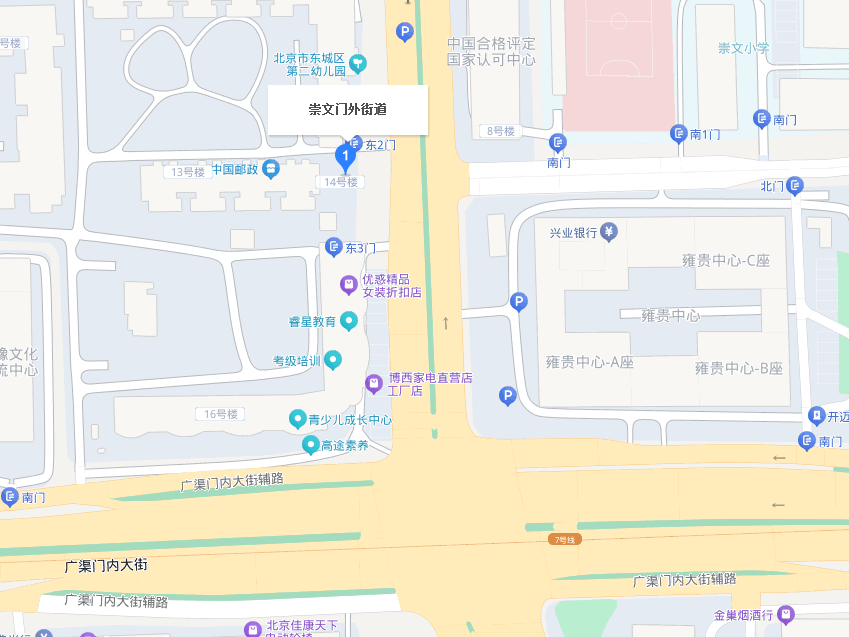 P
号楼
中国合格评定
国家认可中心
崇文小学
北京市东城区
第二幼儿园
崇文门外街道
8号楼
南1门
南门
东2门
南门
1
13号楼
中国邮政
14号楼
北门
兴业银行
¥
东3门
雍贵中心-C座
优惑精品
女装折扣店
P
雍贵中心
睿星教育
像文化
流中心
考级培训
雍贵中心-A座
雍贵中心-B座
博西家电直营店
工厂店
P
16号楼
青少儿成长中心
开迈
高途素养
南门
广渠门内大街辅路
南门
7号线
广渠门内大街
广渠门内大街辅路
广渠门内大街辅路
金巢烟酒行
北京佳康天下